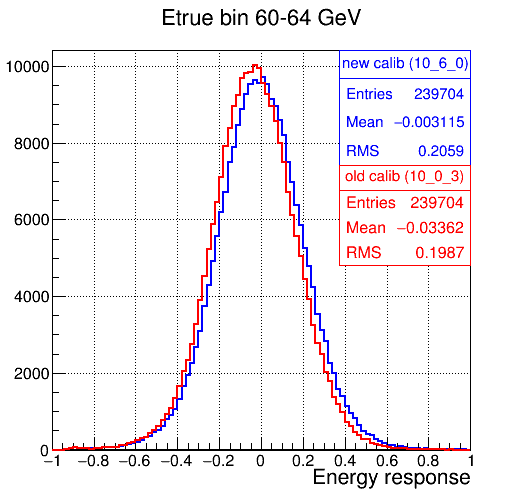 Etrue bin 60-64 GeV
new calib (10_6_0)
Entries 239704
Mean −0.003115
RMS 0.2059
old calib (10_0_3)
Entries 239704
Mean −0.03362
RMS 0.1987
10000
8000
6000
4000
2000
0
−1 −0.8 −0.6 −0.4 −0.2 0 0.2 0.4 0.6 0.8 1
Energy response